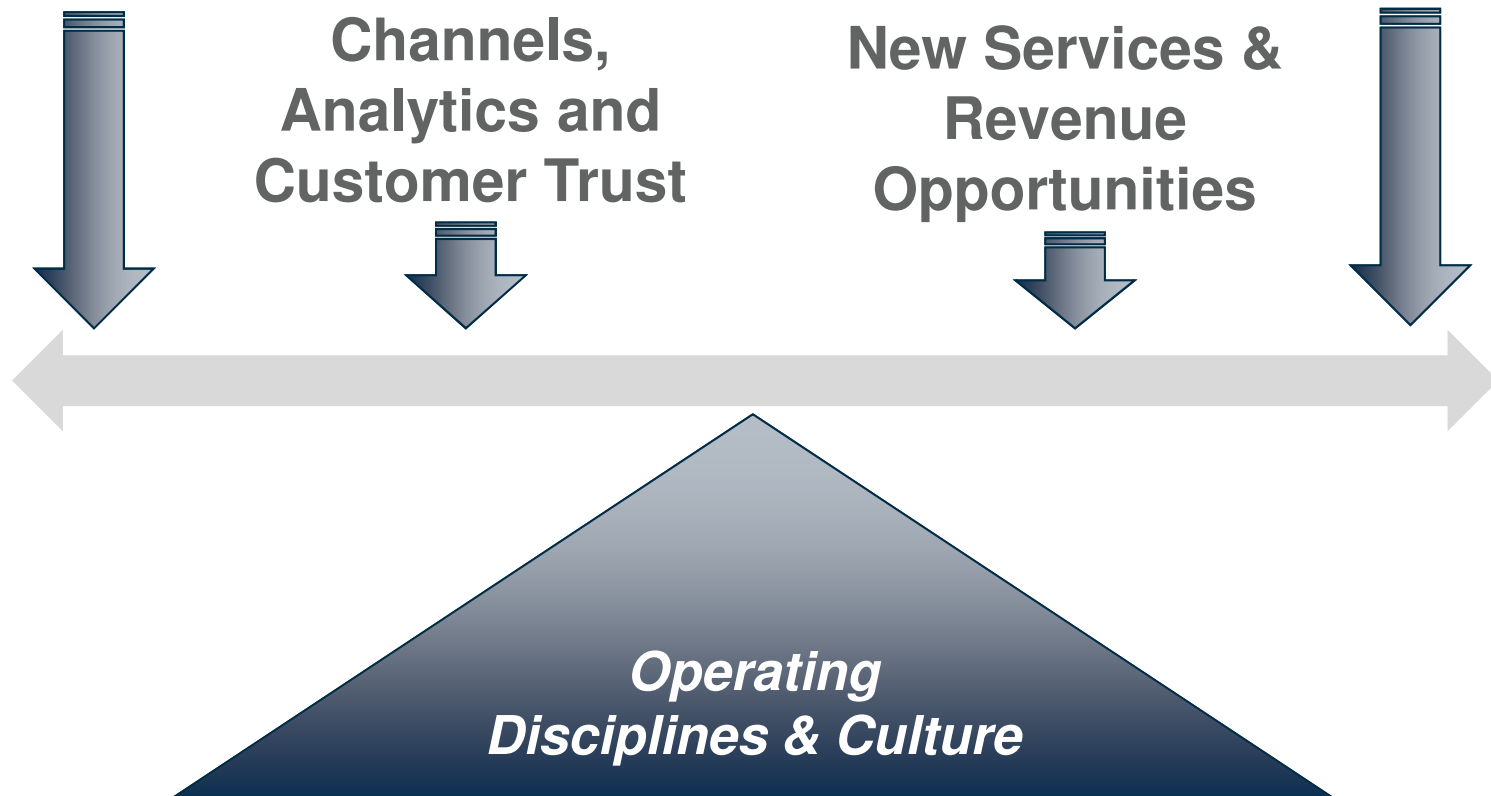 Channels,
Analytics and
Customer Trust
New Services &
Revenue
Opportunities
Operating
Disciplines & Culture